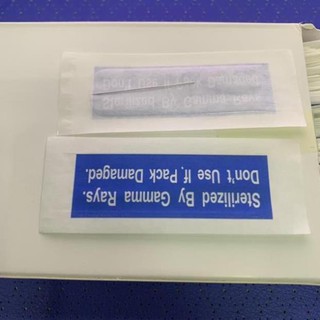 Sterilized By Gamma Rays.
Don't Use If Pack Damaged.